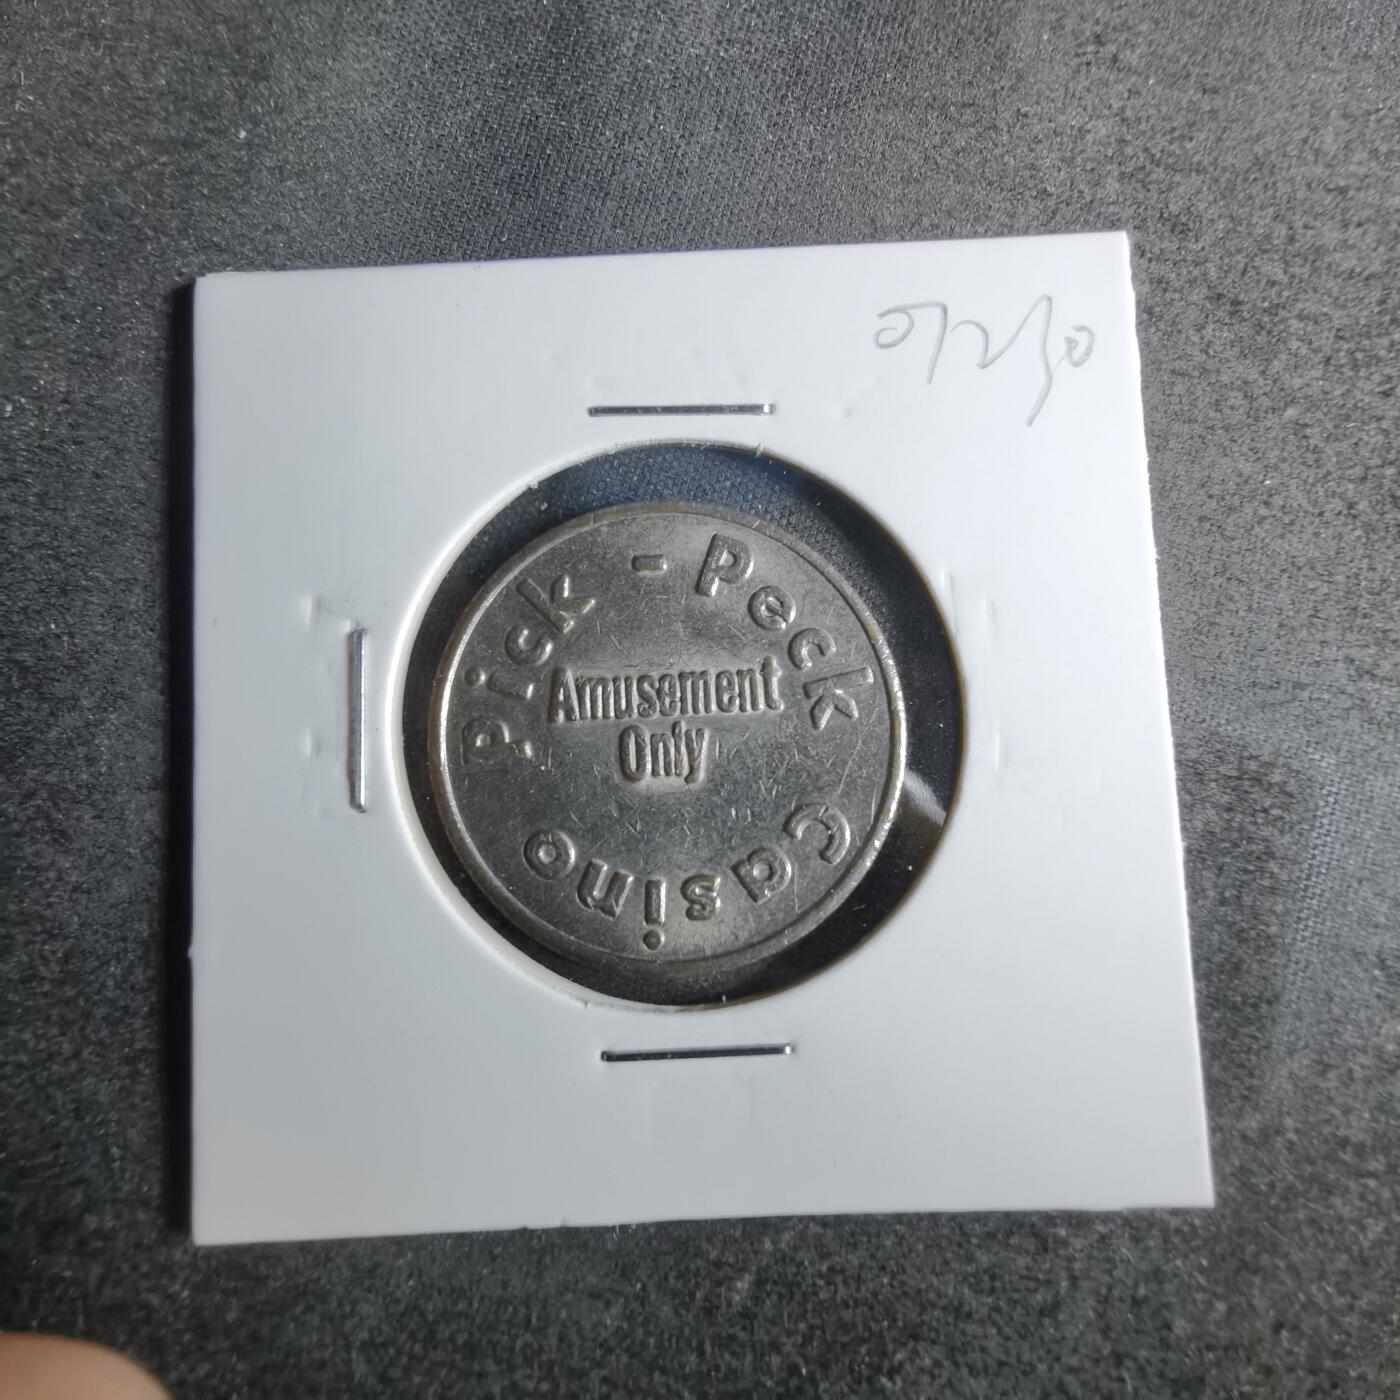 Pick - Peck
Amusement
Only
Casino